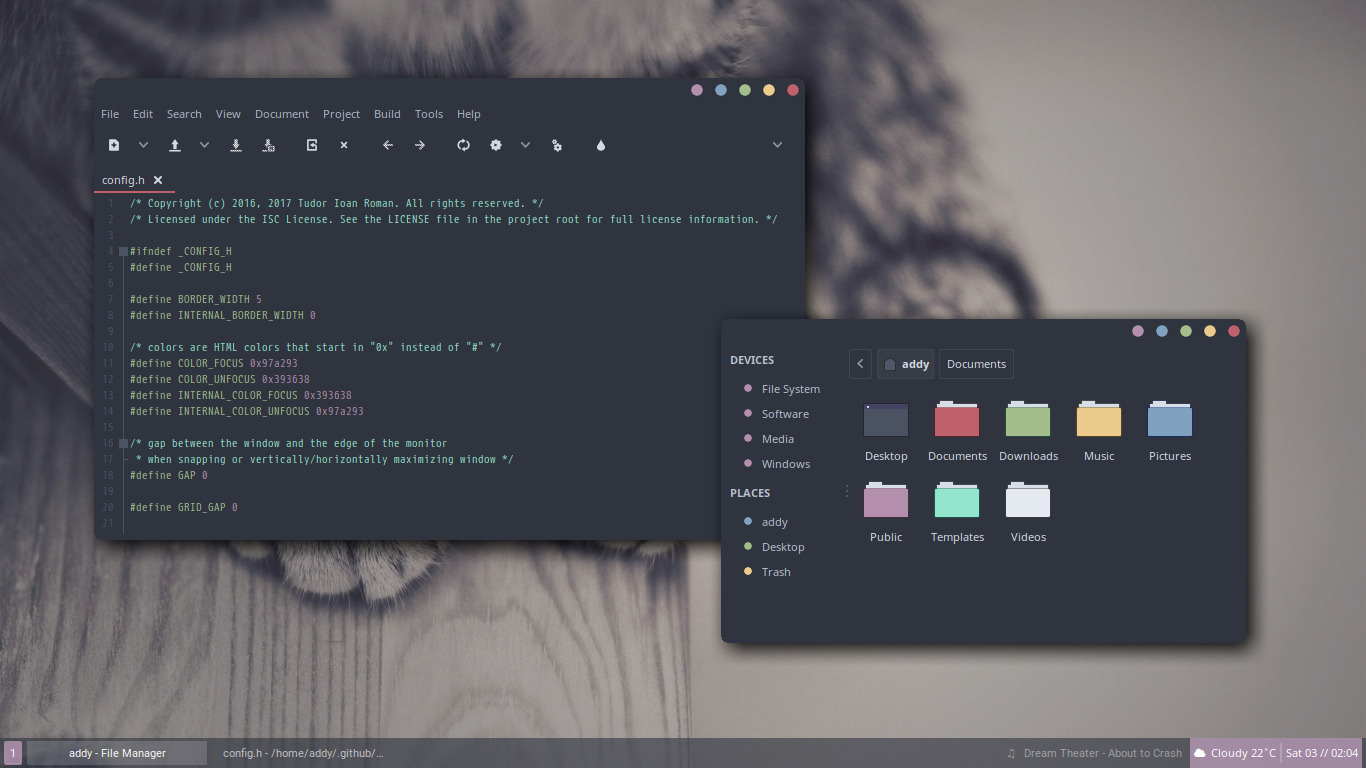 File Edit Search View Document Project Build Tools Help
config.h
1 /* Copyright (c) 2016, 2017 Tudor Ioan Roman. All rights reserved. */
2 /* Licensed under the ISC License. See the LICENSE file in the project root for full license information. */
3
4 #ifndef _CONFIG_H
5 #define _CONFIG_H
6
7 #define BORDER_WIDTH 5
8 #define INTERNAL_BORDER_WIDTH 0
9
10 /* colors are HTML colors that start in "0x" instead of "#" */
11 #define COLOR_FOCUS 0x97a293
12 #define COLOR_UNFOCUS 0x393638
13 #define INTERNAL_COLOR_FOCUS 0x393638
14 #define INTERNAL_COLOR_UNFOCUS 0x97a293
15
16 /* gap between the window and the edge of the monitor
17 * when snapping or vertically/horizontally maximizing window */
18 #define GAP 0
19
20 #define GRID_GAP 0
21
DEVICES
File System
Software
Media
Windows
PLACES
addy
Desktop
Trash
addy Documents
Desktop Documents Downloads Music Pictures
Public Templates Videos
1 addy - File Manager config.h - /home/addy/.github/... ♫ Dream Theater - About to Crash Cloudy 22˚C Sat 03 // 02:04